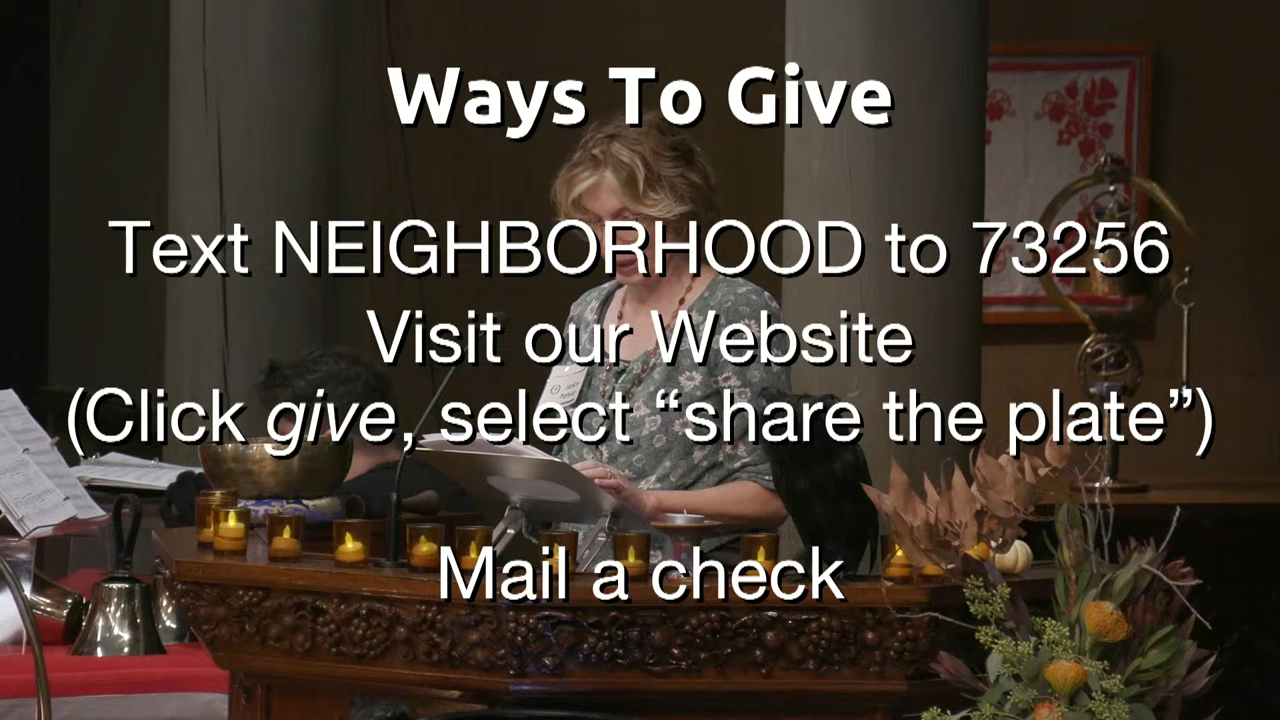 Ways To Give
Text NEIGHBORHOOD to 73256
Visit our Website
(Click give, select “share the plate”)
Mail a check